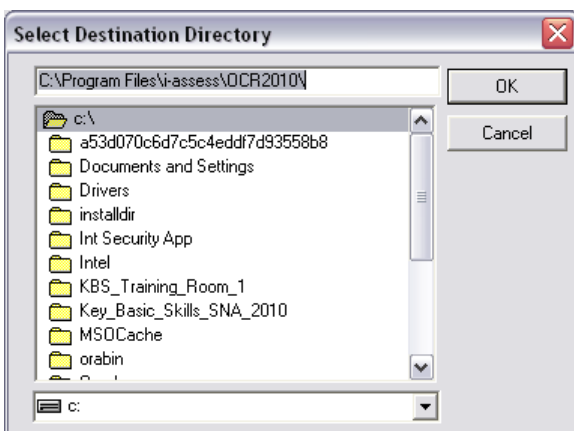 Select Destination Directory
C:\Program Files\i-assess\OCR2010\
OK
c:\
Cancel
a53d070c6d7c5c4eddf7d93558b8
Documents and Settings
Drivers
installdir
Int Security App
Intel
KBS_Training_Room_1
Key_Basic_Skills_SNA_2010
MSOCache
orabin
c: